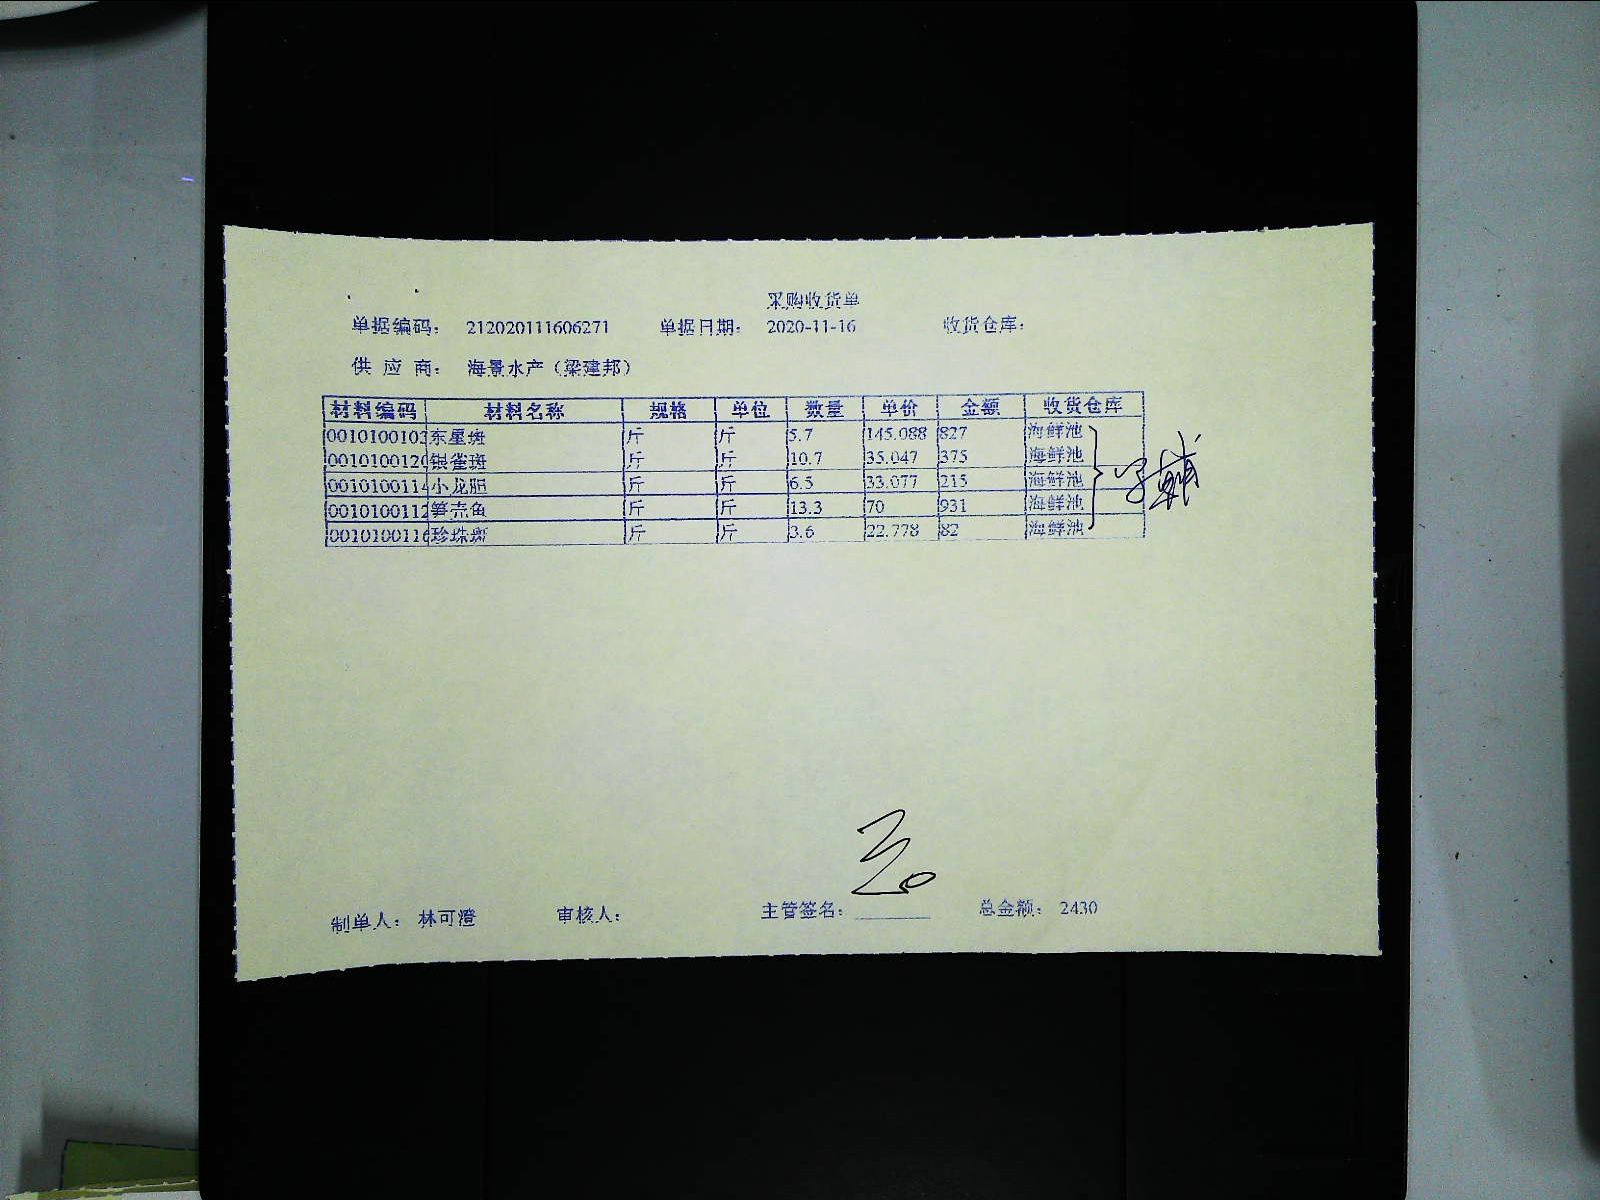 采购收货单
单据编码： 212020111606271 单据日期： 2020-11-16 收货仓库：
供 应 商： 海景水产（梁建邦）
材料编码 材料名称 规格 单位 数量 单价 金额 收货仓库
0010100103 东星斑 斤 斤 5.7 145.088 827 海鲜池
001010012 银雀斑 斤 斤 10.7 35.047 375 海鲜池
0010100114 小龙胆 斤 斤 6.5 33.077 215 海鲜池
0010100112 笋壳鱼 斤 斤 13.3 70 931 海鲜池
0010100116 珍珠斑 斤 斤 3.6 22.778 82 海鲜池
制单人： 林可澄 审核人： 主管签名： 总金额： 2430